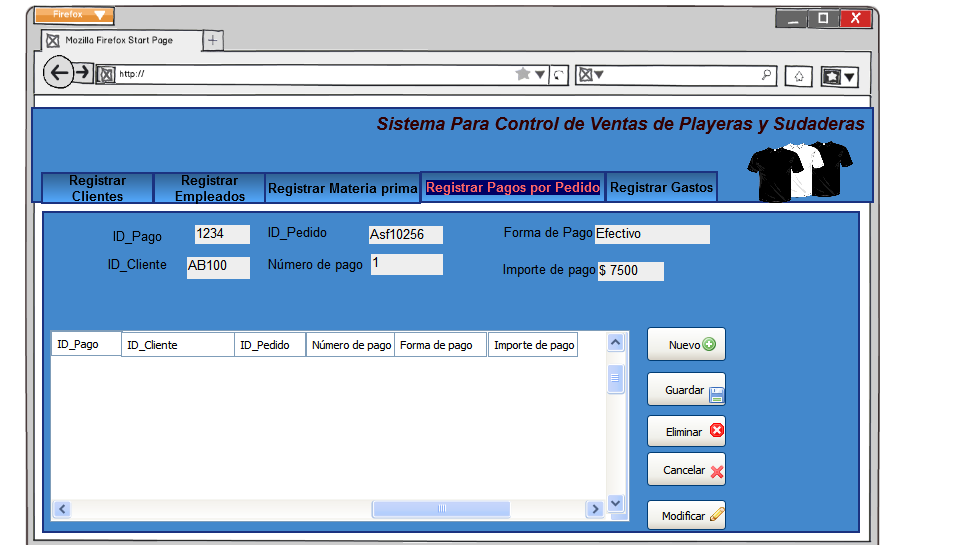 Firefox
Mozilla Firefox Start Page
http://
Sistema Para Control de Ventas de Playeras y Sudaderas
Registrar Clientes
Registrar Empleados
Registrar Materia prima
Registrar Pagos por Pedido
Registrar Gastos
ID_Pago 1234 ID_Pedido Asf10256 Forma de Pago Efectivo
ID_Cliente AB100 Número de pago 1 Importe de pago $ 7500
ID_Pago ID_Cliente ID_Pedido Número de pago Forma de pago Importe de pago
Nuevo
Guardar
Eliminar
Cancelar
Modificar